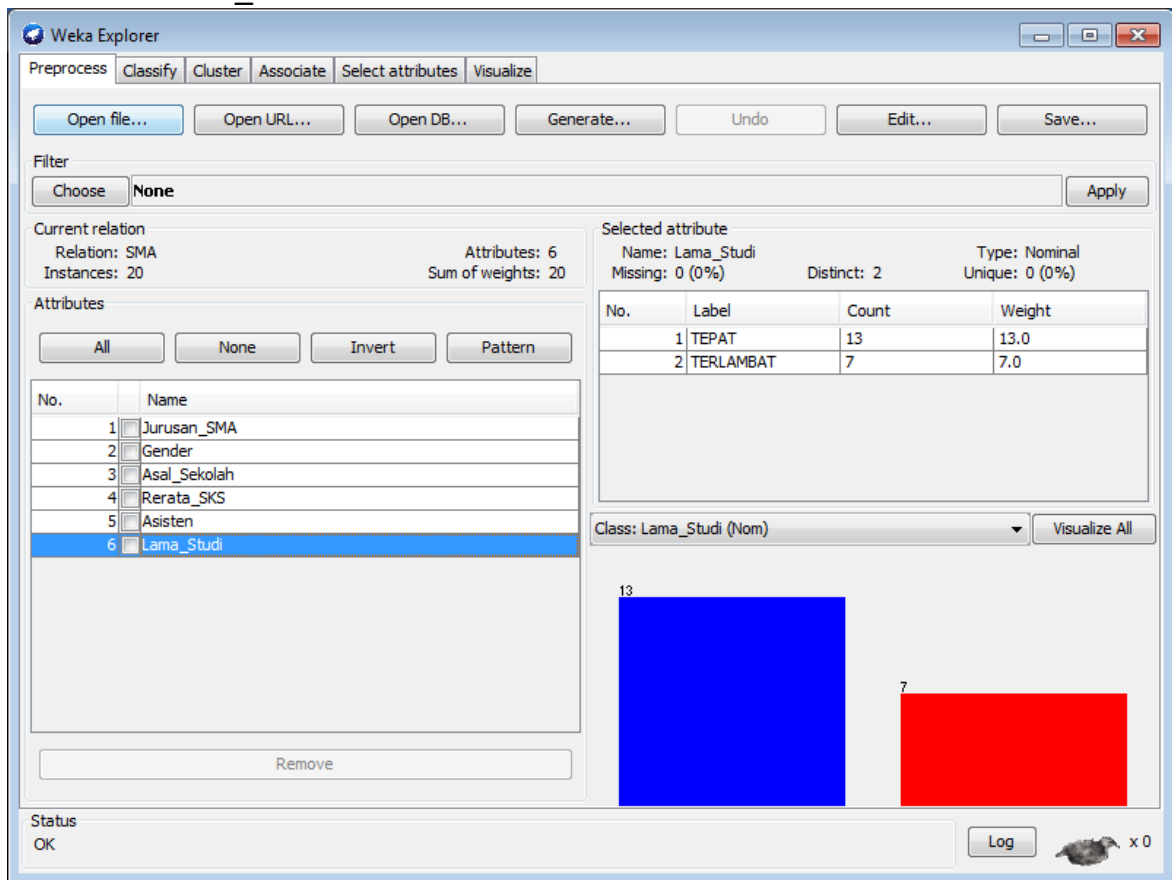 Weka Explorer
Preprocess Classify Cluster Associate Select attributes Visualize
Open file... Open URL... Open DB... Generate... Undo Edit... Save...
Filter
Choose None Apply
Current relation
Relation: SMA Attributes: 6
Instances: 20 Sum of weights: 20
Attributes
All None Invert Pattern
No. Name
1 Jurusan_SMA
2 Gender
3 Asal_Sekolah
4 Rerata_SKS
5 Asisten
6 Lama_Studi
Remove
Selected attribute
Name: Lama_Studi Type: Nominal
Missing: 0 (0%) Distinct: 2 Unique: 0 (0%)
No. Label Count Weight
1 TEPAT 13 13.0
2 TERLAMBAT 7 7.0
Class: Lama_Studi (Nom) Visualize All
13
7
Status
OK
Log x 0